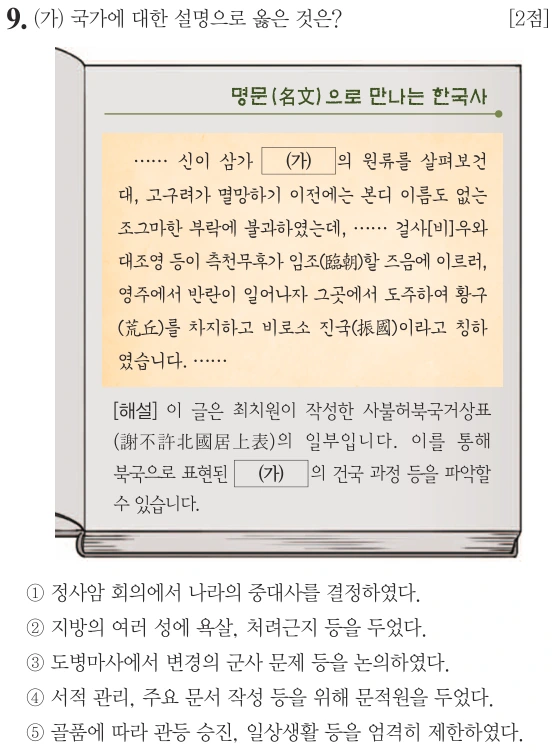 9. (가) 국가에 대한 설명으로 옳은 것은? [2점]
명문(名文)으로 만나는 한국사
…… 신이 삼가 (가) 의 원류를 살펴보건
대, 고구려가 멸망하기 이전에는 본디 이름도 없는
조그마한 부락에 불과하였는데, …… 걸사[비]우와
대조영 등이 측천무후가 임조(臨朝)할 즈음에 이르러,
영주에서 반란이 일어나자 그곳에서 도주하여 황구
(荒丘)를 차지하고 비로소 진국(振國)이라고 칭하
였습니다. ……
[해설] 이 글은 최치원이 작성한 사불허북국거상표
(謝不許北國居上表)의 일부입니다. 이를 통해
북국으로 표현된 (가) 의 건국 과정 등을 파악할
수 있습니다.
① 정사암 회의에서 나라의 중대사를 결정하였다.
② 지방의 여러 성에 욕살, 처려근지 등을 두었다.
③ 도병마사에서 변경의 군사 문제 등을 논의하였다.
④ 서적 관리, 주요 문서 작성 등을 위해 문적원을 두었다.
⑤ 골품에 따라 관등 승진, 일상생활 등을 엄격히 제한하였다.